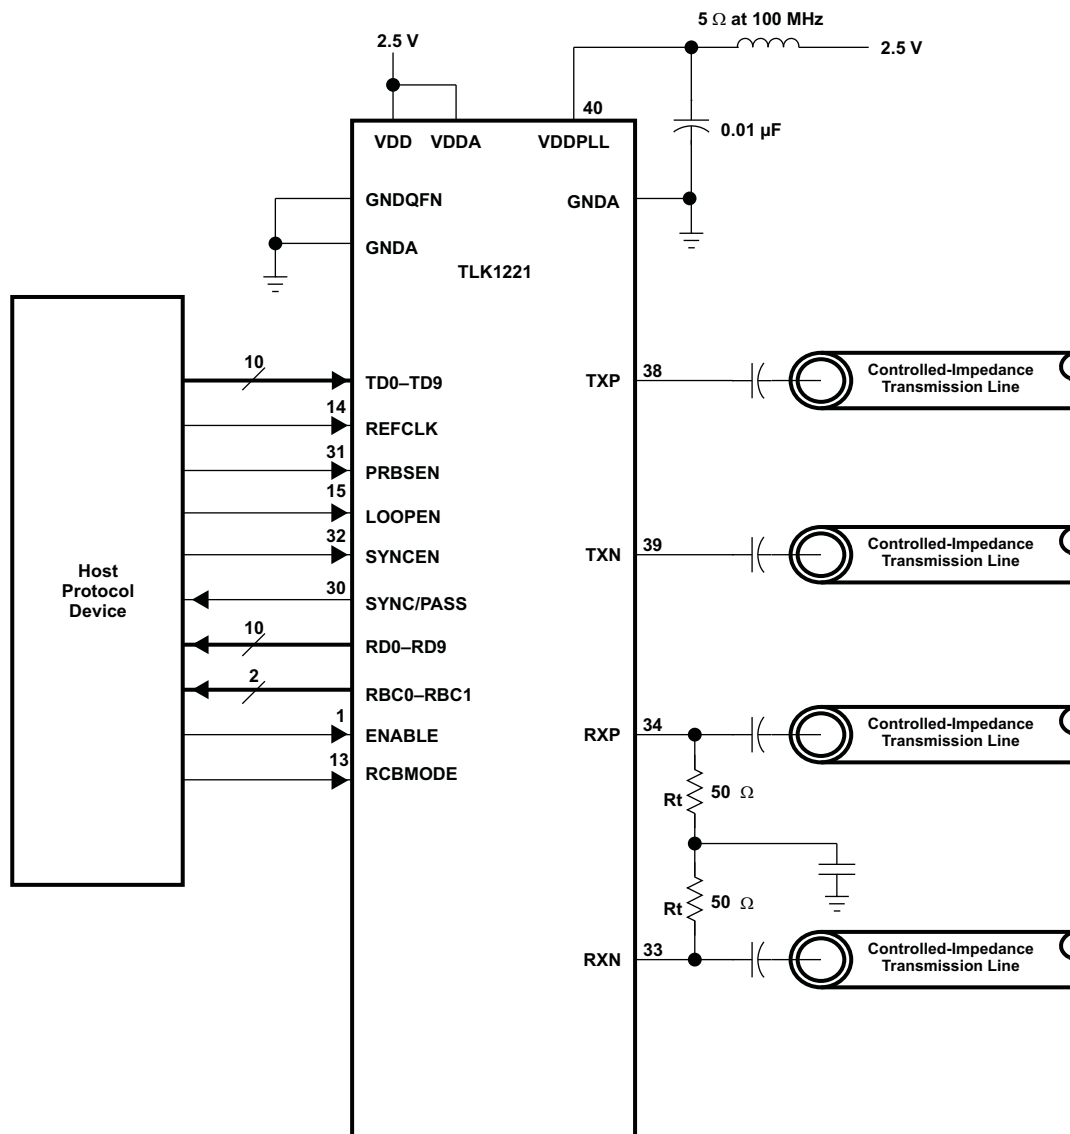 5 Ω at 100 MHz
2.5 V
2.5 V
40
0.01 µF
VDD
VDDA
VDDPLL
GNDQFN
GNDA
GNDA
TLK1221
10
TD0–TD9
14
REFCLK
31
PRBSEN
15
LOOPEN
32
SYNCEN
30
SYNC/PASS
10
RD0–RD9
2
RBC0–RBC1
1
ENABLE
13
RCBMODE
Host
Protocol
Device
TXP
38
Controlled-Impedance
Transmission Line
TXN
39
Controlled-Impedance
Transmission Line
RXP
34
Controlled-Impedance
Transmission Line
Rt
50 Ω
Rt
50 Ω
RXN
33
Controlled-Impedance
Transmission Line